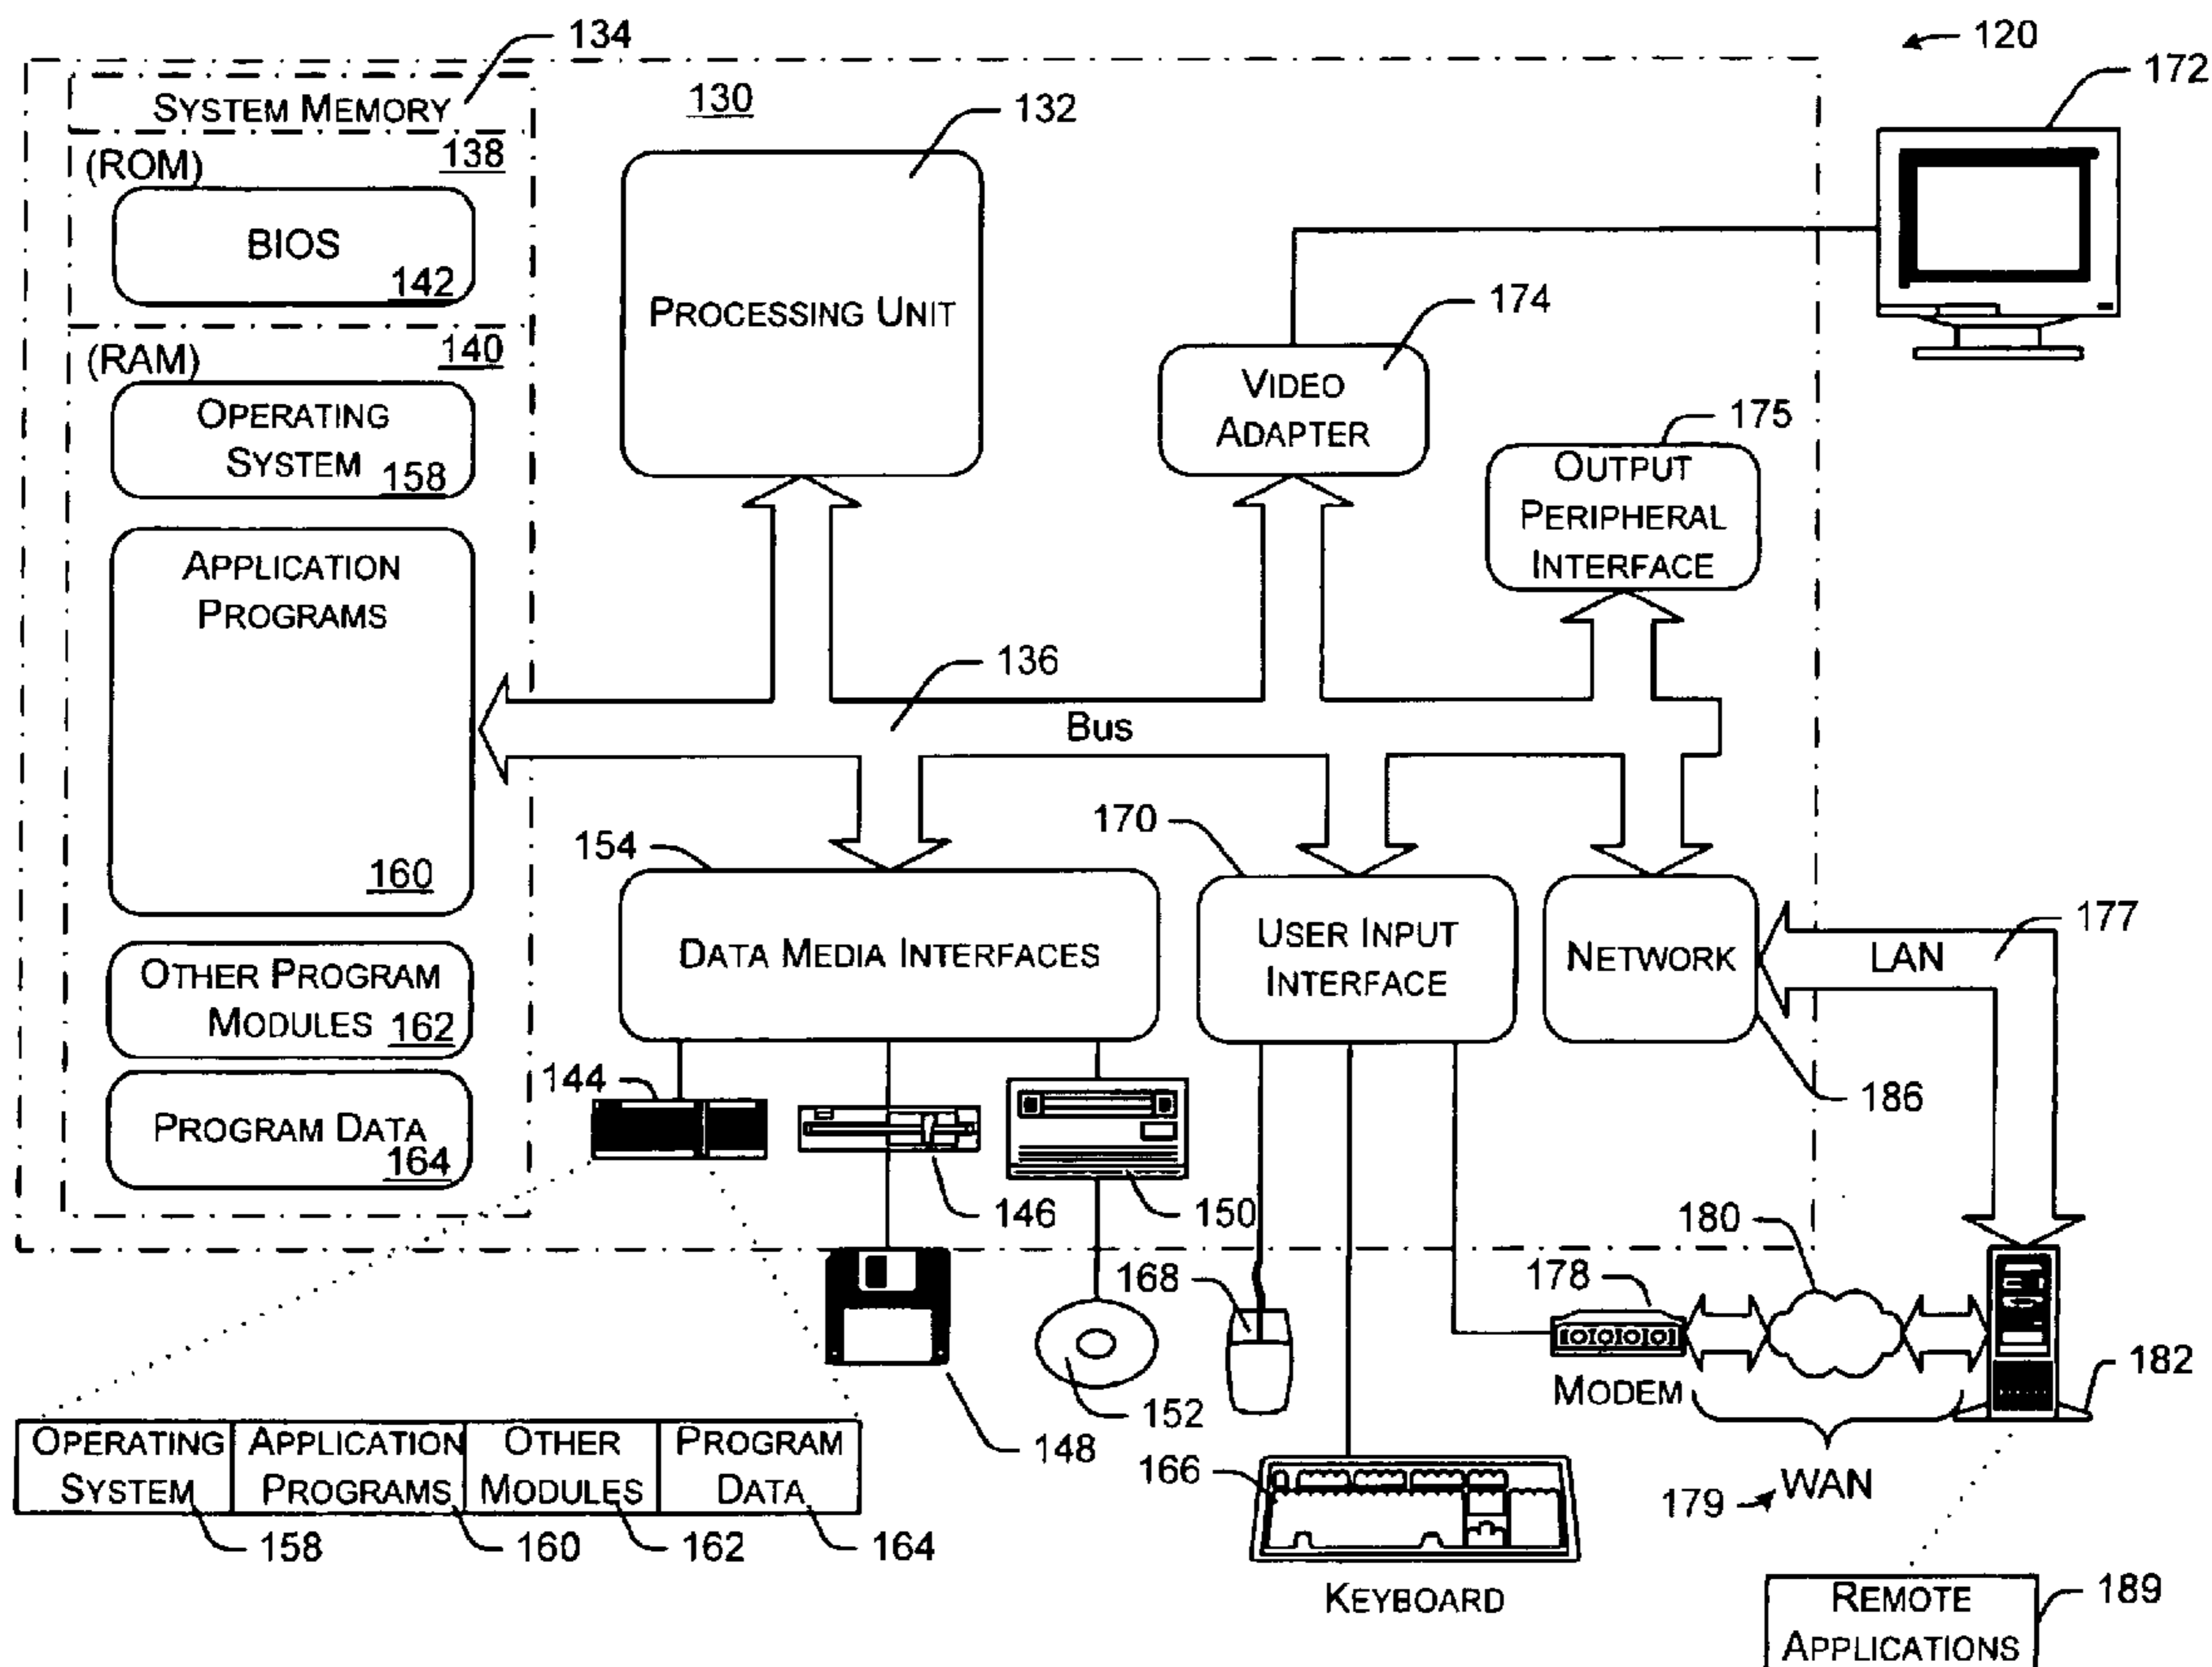 134
120
172
SYSTEM MEMORY
130
132
(ROM)
138
BIOS
142
PROCESSING UNIT
174
(RAM)
140
VIDEO
ADAPTER
OPERATING
SYSTEM 158
175
OUTPUT
PERIPHERAL
INTERFACE
APPLICATION
PROGRAMS
160
136
Bus
154
170
DATA MEDIA INTERFACES
USER INPUT
INTERFACE
NETWORK
LAN
177
186
OTHER PROGRAM
MODULES 162
PROGRAM DATA
164
144
146
150
180
168
178
MODEM
182
152
148
166
179
WAN
OPERATING
SYSTEM
APPLICATION
PROGRAMS
OTHER
MODULES
PROGRAM
DATA
158
160
162
164
KEYBOARD
189
REMOTE
APPLICATIONS